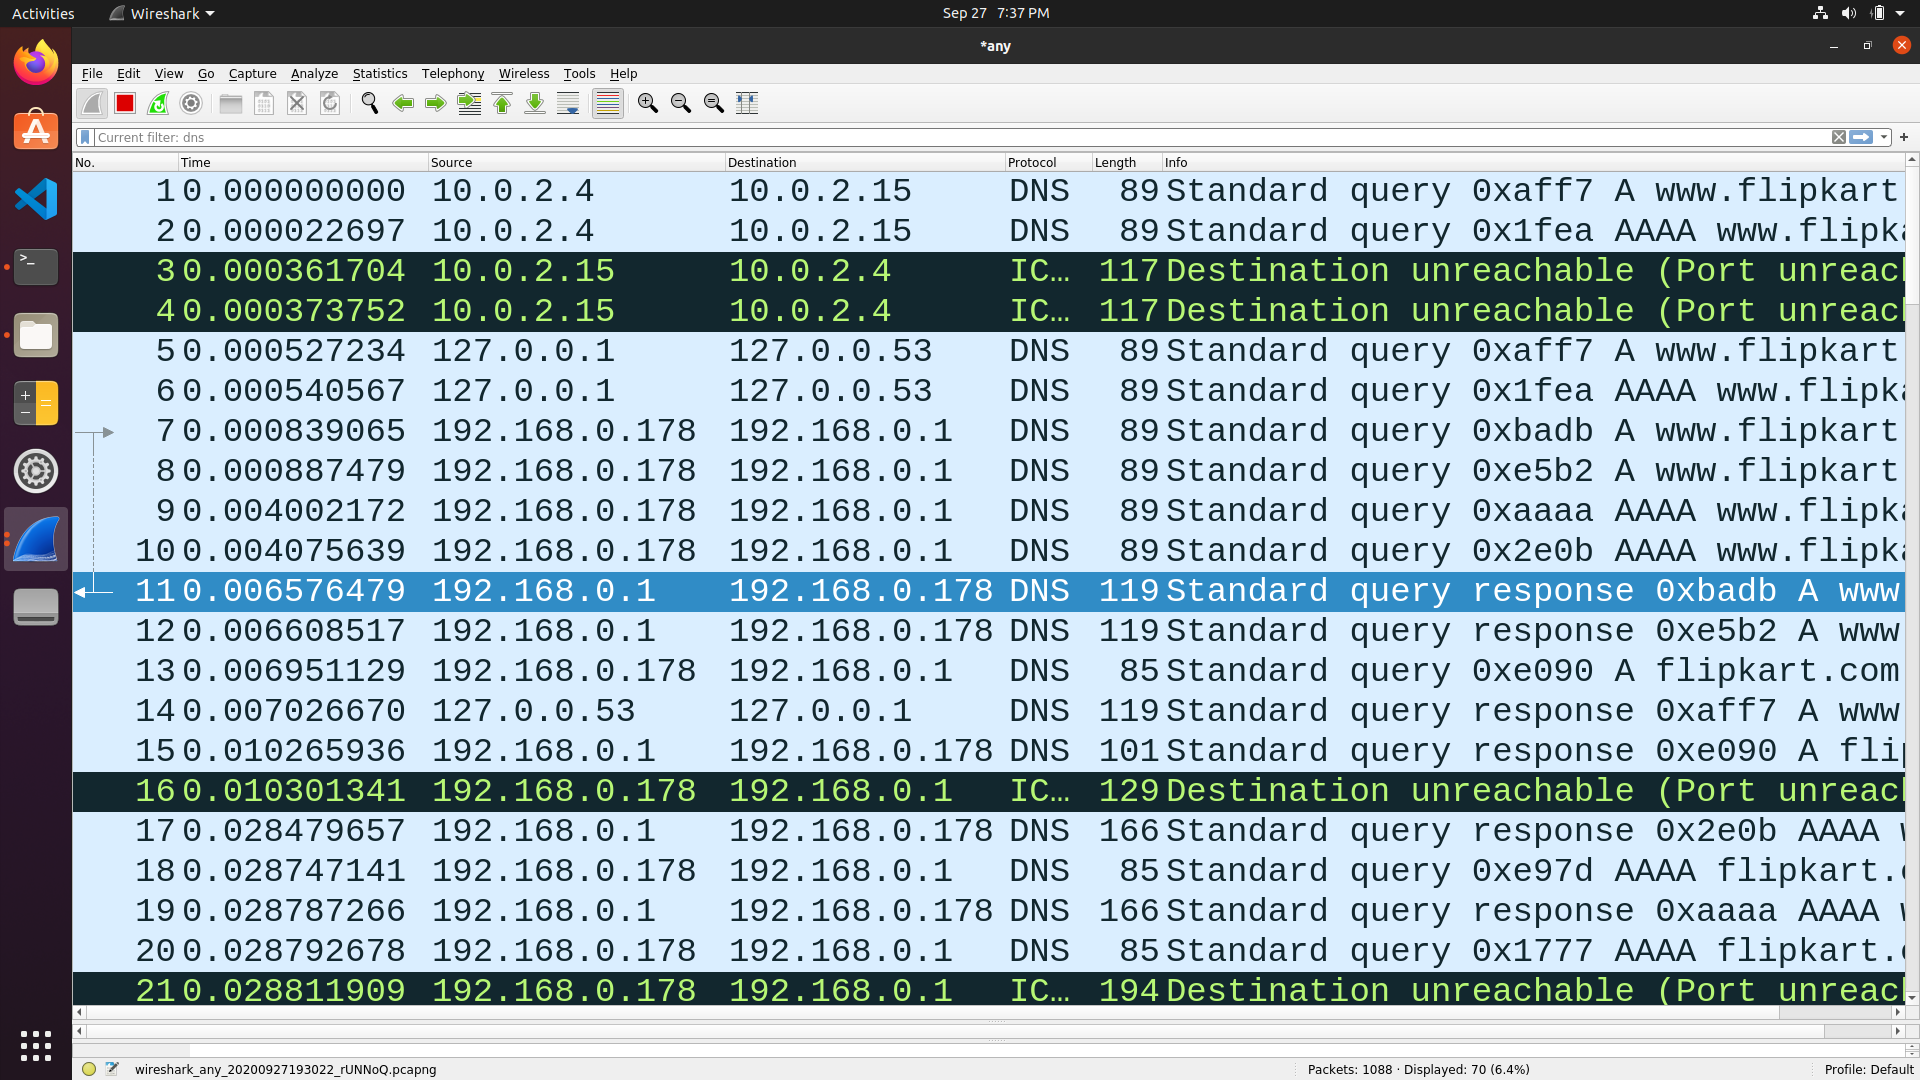 Activities Wireshark Sep 27 7:37 PM
*any
File Edit View Go Capture Analyze Statistics Telephony Wireless Tools Help
Current filter: dns
No. Time Source Destination Protocol Length Info
1 0.000000000 10.0.2.4 10.0.2.15 DNS 89 Standard query 0xaff7 A www.flipkart
2 0.000022697 10.0.2.4 10.0.2.15 DNS 89 Standard query 0x1fea AAAA www.flipk
3 0.000361704 10.0.2.15 10.0.2.4 IC… 117 Destination unreachable (Port unreac
4 0.000373752 10.0.2.15 10.0.2.4 IC… 117 Destination unreachable (Port unreac
5 0.000527234 127.0.0.1 127.0.0.53 DNS 89 Standard query 0xaff7 A www.flipkart
6 0.000540567 127.0.0.1 127.0.0.53 DNS 89 Standard query 0x1fea AAAA www.flipk
7 0.000839065 192.168.0.178 192.168.0.1 DNS 89 Standard query 0xbadb A www.flipkart
8 0.000887479 192.168.0.178 192.168.0.1 DNS 89 Standard query 0xe5b2 A www.flipkart
9 0.004002172 192.168.0.178 192.168.0.1 DNS 89 Standard query 0xaaaa AAAA www.flipk
10 0.004075639 192.168.0.178 192.168.0.1 DNS 89 Standard query 0x2e0b AAAA www.flipk
11 0.006576479 192.168.0.1 192.168.0.178 DNS 119 Standard query response 0xbadb A www
12 0.006608517 192.168.0.1 192.168.0.178 DNS 119 Standard query response 0xe5b2 A www
13 0.006951129 192.168.0.178 192.168.0.1 DNS 85 Standard query 0xe090 A flipkart.com
14 0.007026670 127.0.0.53 127.0.0.1 DNS 119 Standard query response 0xaff7 A www
15 0.010265936 192.168.0.1 192.168.0.178 DNS 101 Standard query response 0xe090 A flip
16 0.010301341 192.168.0.178 192.168.0.1 IC… 129 Destination unreachable (Port unreac
17 0.028479657 192.168.0.1 192.168.0.178 DNS 166 Standard query response 0x2e0b AAAA
18 0.028747141 192.168.0.178 192.168.0.1 DNS 85 Standard query 0xe97d AAAA flipkart.
19 0.028787266 192.168.0.1 192.168.0.178 DNS 166 Standard query response 0xaaaa AAAA
20 0.028792678 192.168.0.178 192.168.0.1 DNS 85 Standard query 0x1777 AAAA flipkart.
21 0.028811909 192.168.0.178 192.168.0.1 IC… 194 Destination unreachable (Port unreac
wireshark_any_20200927193022_rUNNoQ.pcapng Packets: 1088 · Displayed: 70 (6.4%) Profile: Default